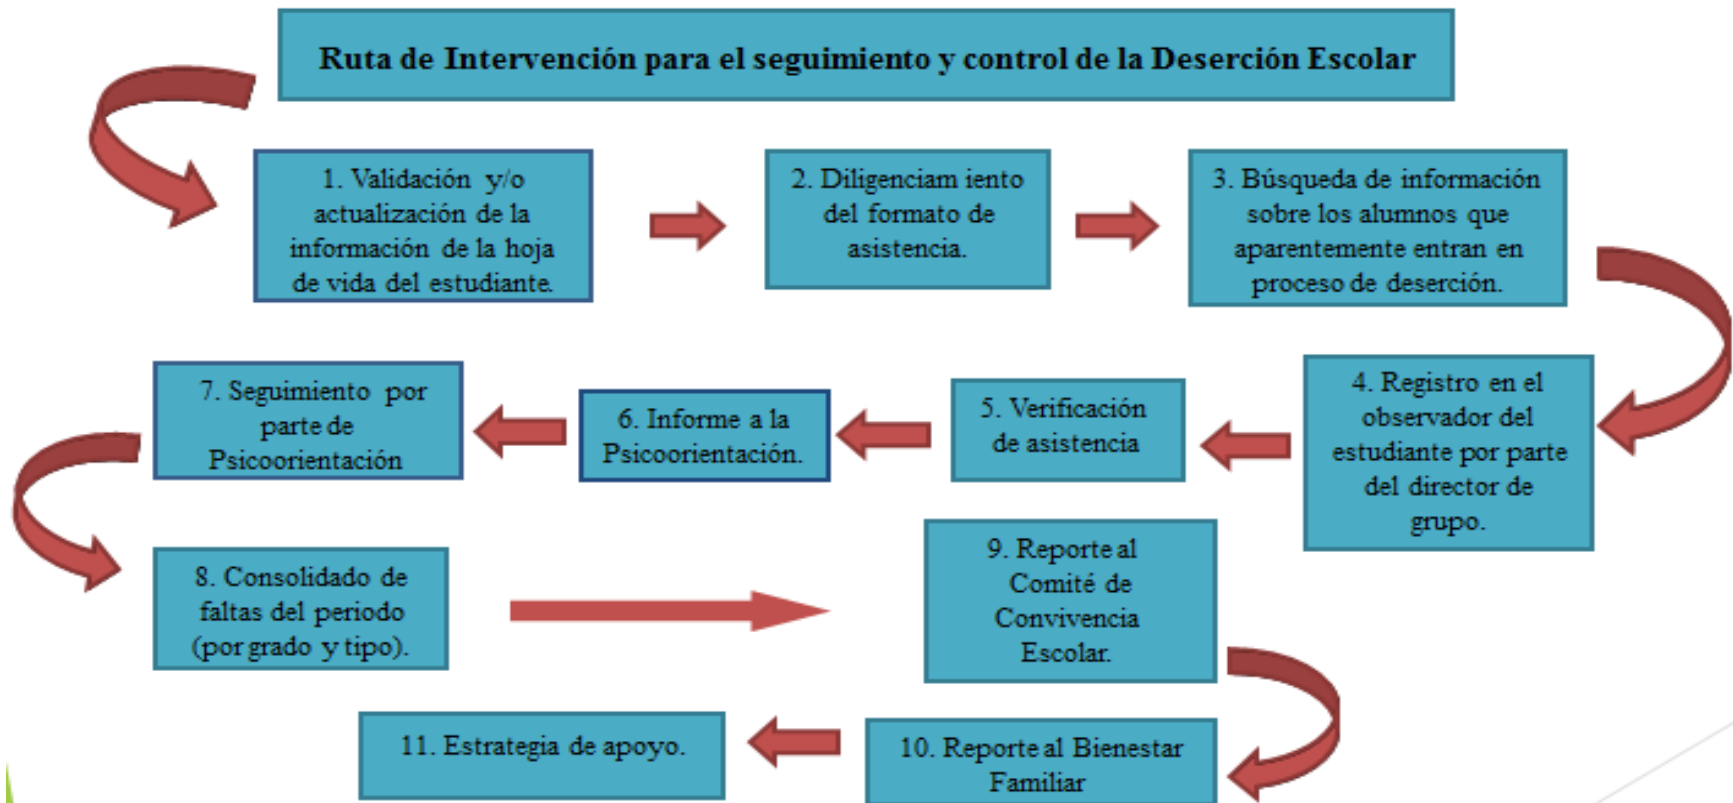 Ruta de Intervención para el seguimiento y control de la Deserción Escolar
1. Validación y/o
actualización de la
información de la hoja
de vida del estudiante.
2. Diligenciam iento
del formato de
asistencia.
3. Búsqueda de información
sobre los alumnos que
aparentemente entran en
proceso de deserción.
4. Registro en el
observador del
estudiante por parte
del director de
grupo.
5. Verificación
de asistencia
6. Informe a la
Psicoorientación.
7. Seguimiento por
parte de
Psicoorientación
8. Consolidado de
faltas del periodo
(por grado y tipo).
9. Reporte al
Comité de
Convivencia
Escolar.
10. Reporte al Bienestar
Familiar
11. Estrategia de apoyo.